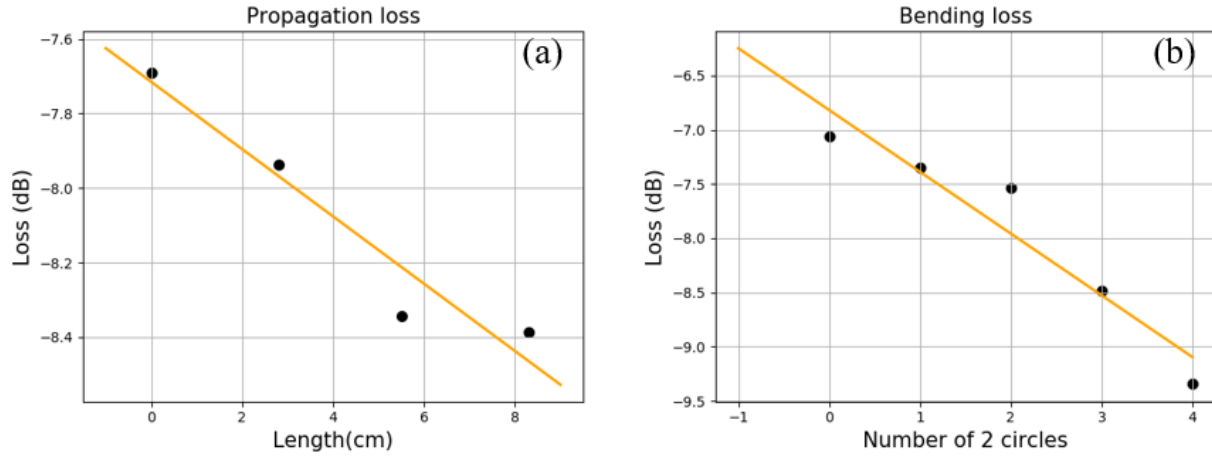 Propagation loss
(a)
−7.6
−7.8
−8.0
−8.2
−8.4
Loss (dB)
0
2
4
6
8
Length(cm)
Bending loss
(b)
−6.5
−7.0
−7.5
−8.0
−8.5
−9.0
−9.5
Loss (dB)
−1
0
1
2
3
4
Number of 2 circles